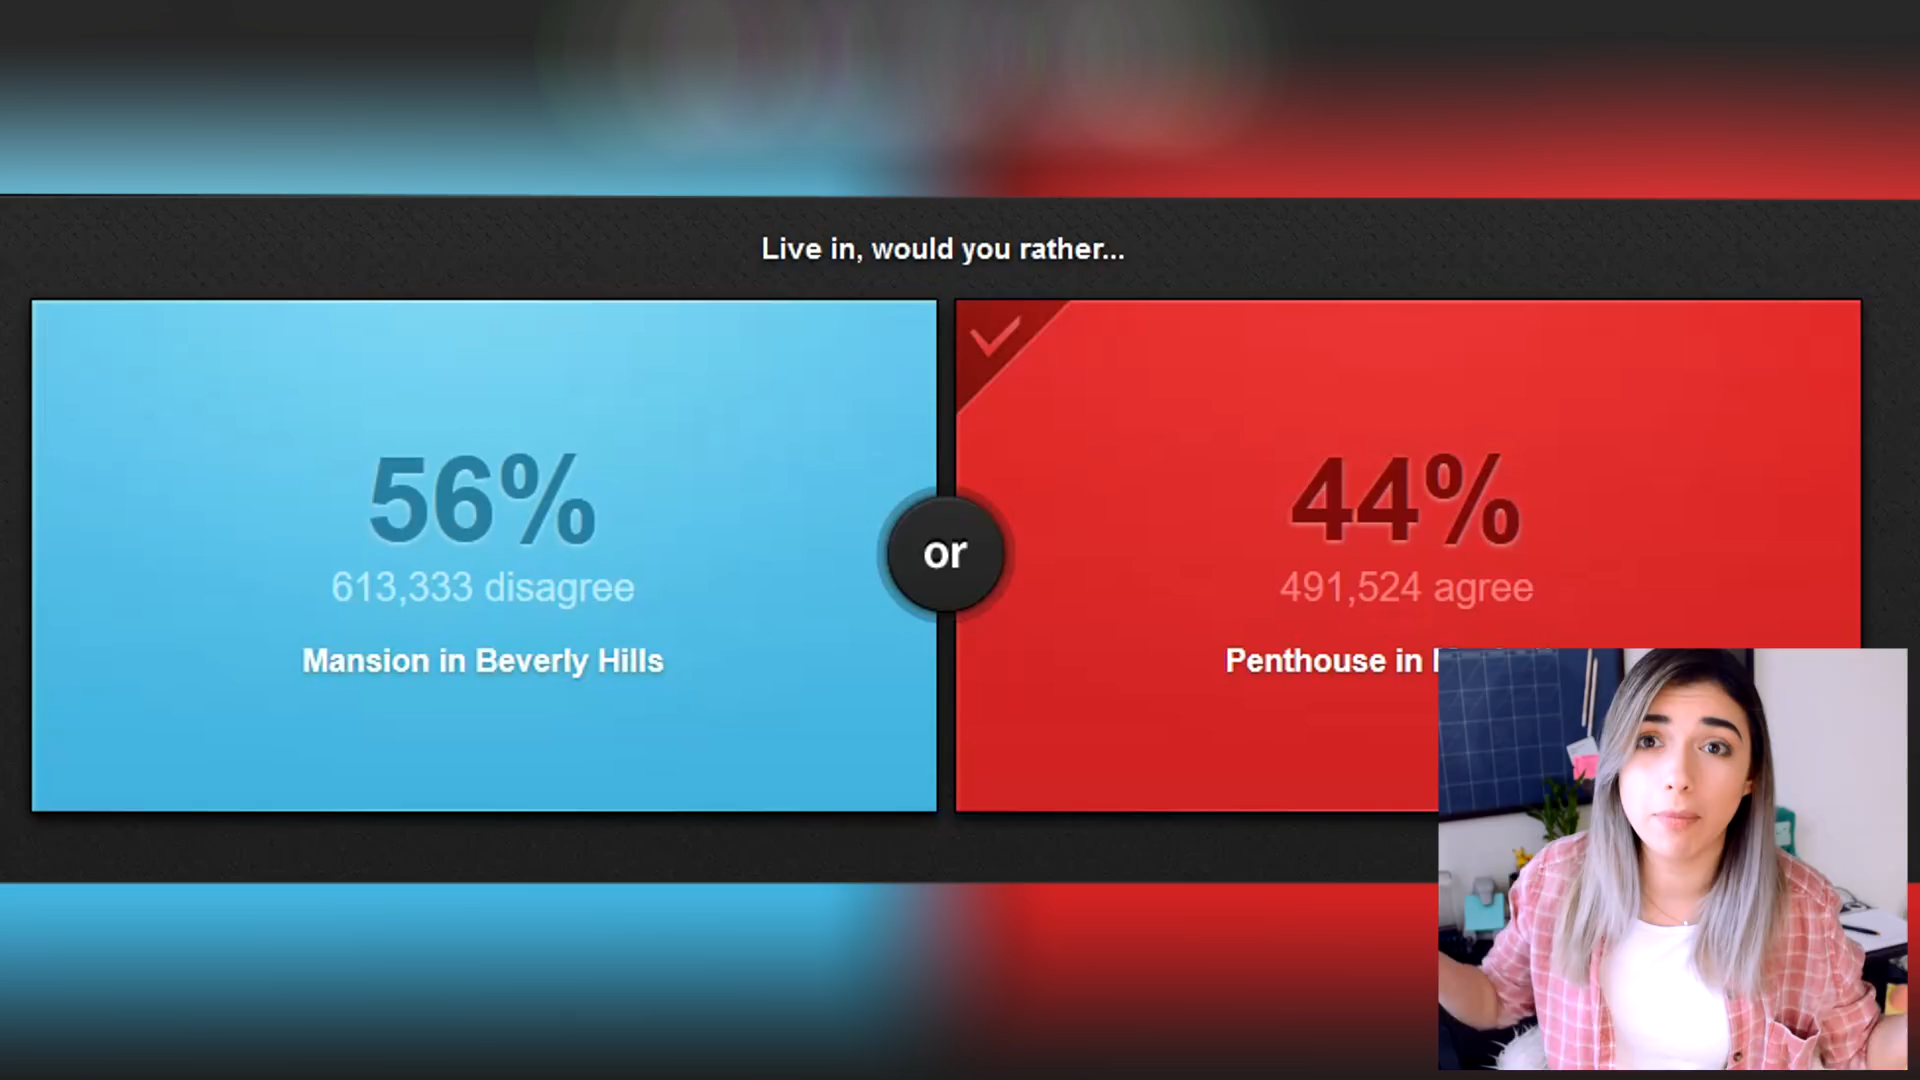 Live in, would you rather...
56%
613,333 disagree
Mansion in Beverly Hills
or
44%
491,524 agree
Penthouse in